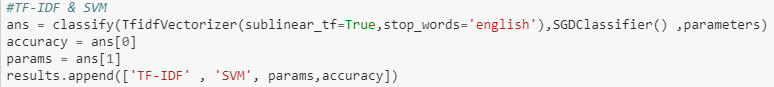 #TF-IDF & SVM
ans = classify(TfidfVectorizer(sublinear_tf=True,stop_words='english'),SGDClassifier() ,parameters)
accuracy = ans[0]
params = ans[1]
results.append(['TF-IDF' , 'SVM', params,accuracy])